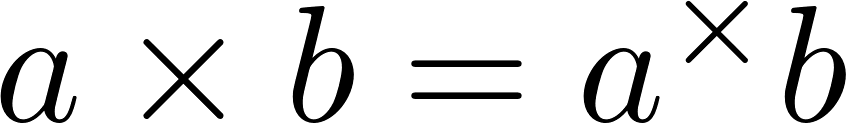 a × b = a^× b